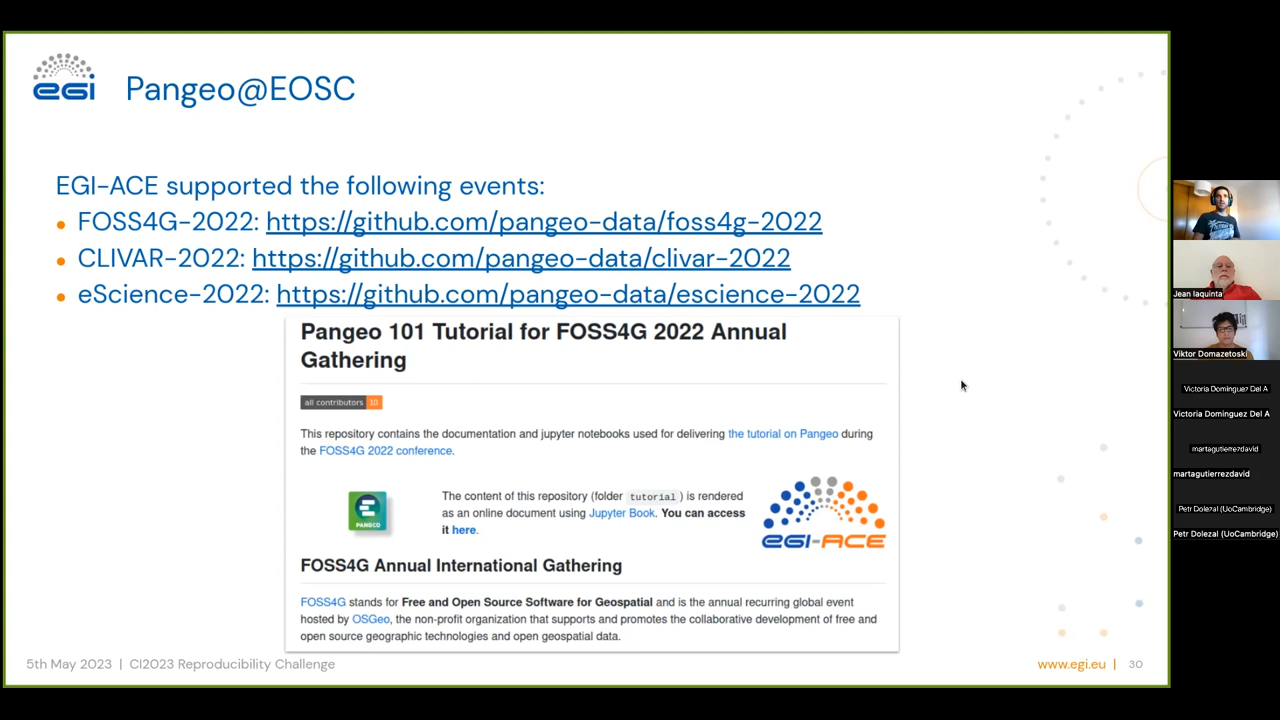 egi
Pangeo@EOSC
EGI-ACE supported the following events:
• FOSS4G-2022: https://github.com/pangeo-data/foss4g-2022
• CLIVAR-2022: https://github.com/pangeo-data/clivar-2022
• eScience-2022: https://github.com/pangeo-data/escience-2022
Pangeo 101 Tutorial for FOSS4G 2022 Annual
Gathering
all contributors 10
This repository contains the documentation and jupyter notebooks used for delivering the tutorial on Pangeo during
the FOSS4G 2022 conference.
PANGEO
The content of this repository (folder tutorial ) is rendered
as an online document using Jupyter Book. You can access
it here.
EGI-ACE
FOSS4G Annual International Gathering
FOSS4G stands for Free and Open Source Software for Geospatial and is the annual recurring global event
hosted by OSGeo, the non-profit organization that supports and promotes the collaborative development of free and
open source geographic technologies and open geospatial data.
5th May 2023 | CI2023 Reproducibility Challenge
www.egi.eu | 30
Jean Iaquinta
Viktor Domazetoski
Victoria Dominguez Del A
Victoria Dominguez Del A
martagutierrezdavid
martagutierrezdavid
Petr Dolezal (UoCambridge)
Petr Dolezal (UoCambridge)